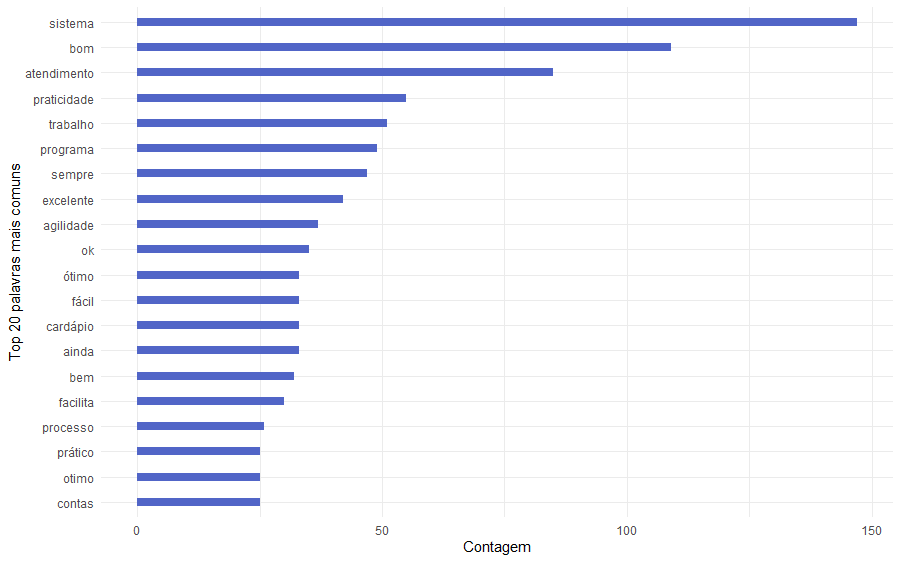 Top 20 palavras mais comuns
sistema
bom
atendimento
praticidade
trabalho
programa
sempre
excelente
agilidade
ok
ótimo
fácil
cardápio
ainda
bem
facilita
processo
prático
otimo
contas
0 50 100 150
Contagem